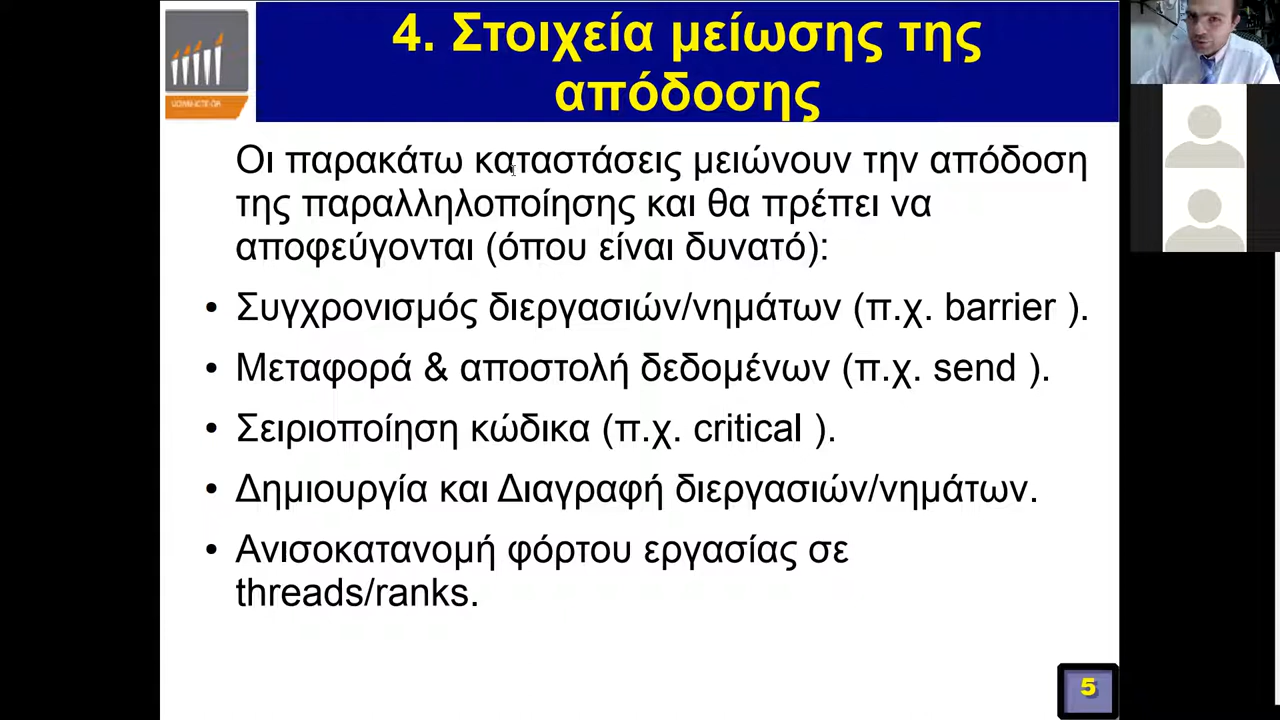 4. Στοιχεία μείωσης της
απόδοσης
Οι παρακάτω καταστάσεις μειώνουν την απόδοση
της παραλληλοποίησης και θα πρέπει να
αποφεύγονται (όπου είναι δυνατό):
• Συγχρονισμός διεργασιών/νημάτων (π.χ. barrier ).
• Μεταφορά & αποστολή δεδομένων (π.χ. send ).
• Σειριοποίηση κώδικα (π.χ. critical ).
• Δημιουργία και Διαγραφή διεργασιών/νημάτων.
• Ανισοκατανομή φόρτου εργασίας σε
threads/ranks.
5